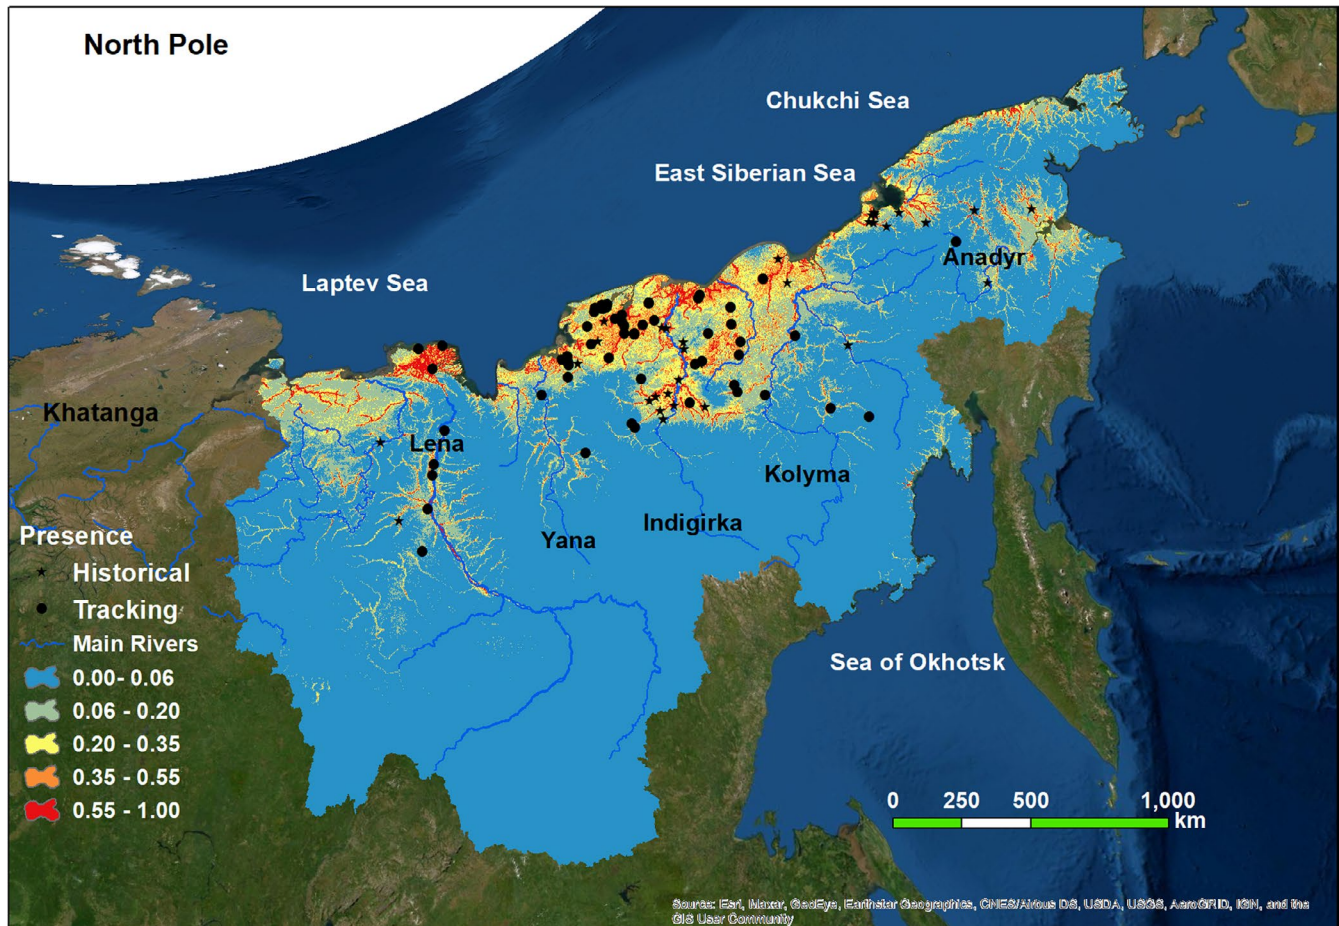 North Pole
Chukchi Sea
East Siberian Sea
Laptev Sea
Anadyr
Khatanga
Lena
Kolyma
Indigirka
Yana
Presence
Historical
Tracking
Main Rivers
0.00- 0.06
0.06 - 0.20
0.20 - 0.35
0.35 - 0.55
0.55 - 1.00
Sea of Okhotsk
0 250 500 1,000
km
Source: Esri, Maxar, GeoEye, Earthstar Geographics, CNES/Airbus DS, USDA, USGS, AeroGRID, IGN, and the
GIS User Community